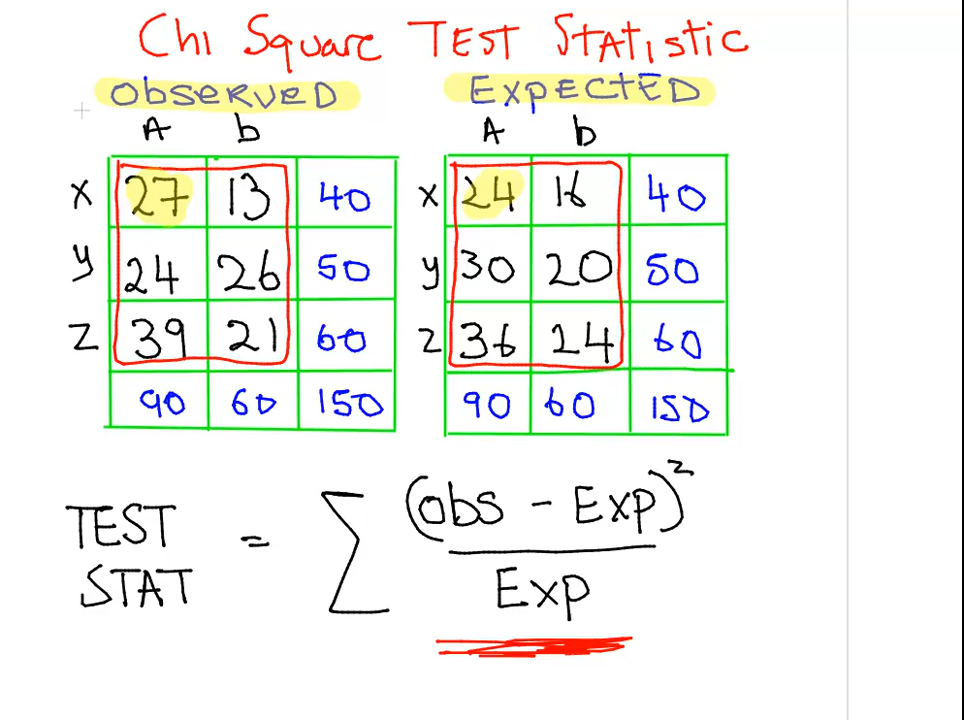 Chi Square TEST STATISTIC
ObsERVED ExpECtED
A b A b
x 27 13 40 x 24 16 40
y 24 26 50 y 30 20 50
z 39 21 60 z 36 24 60
90 60 150 90 60 150
TEST STAT = ∑ (obs - Exp)²
Exp